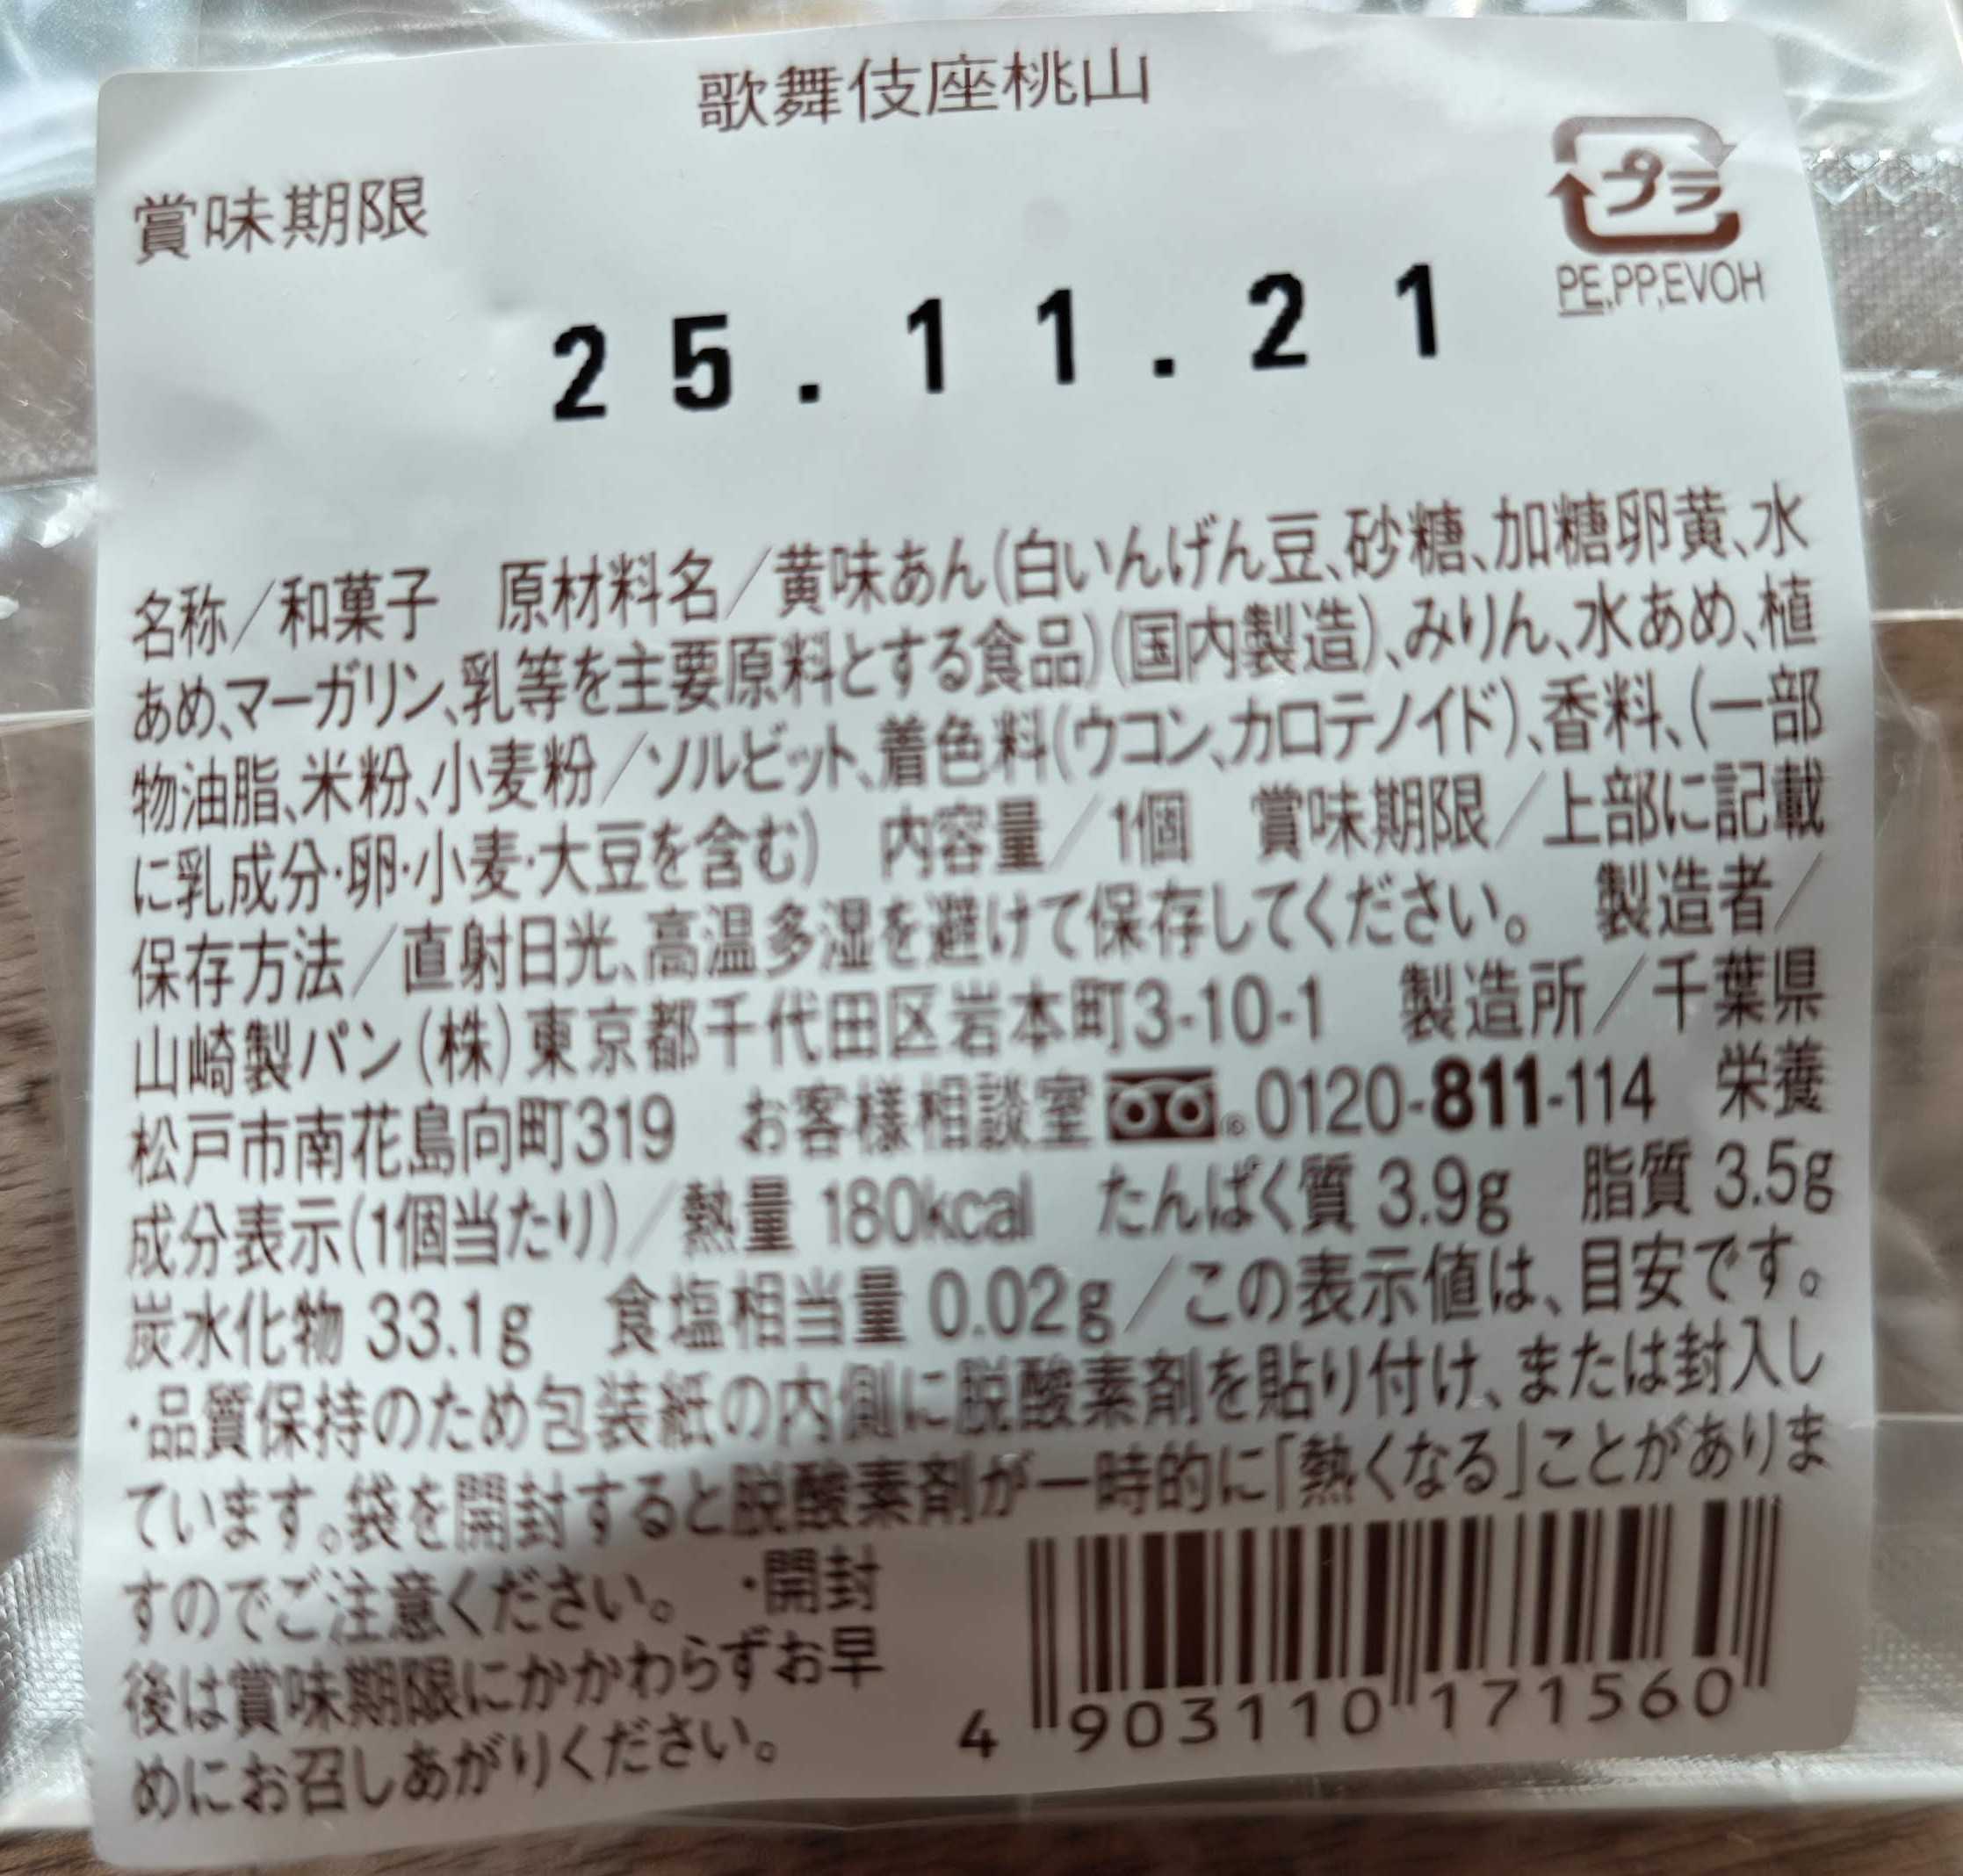 歌舞伎座桃山
プラ
賞味期限
PE,PP,EVOH
25.11.21
名称/和菓子 原材料名/黄味あん(白いんげん豆、砂糖、加糖卵黄、水
あめ、マーガリン、乳等を主要原料とする食品)(国内製造)、みりん、水あめ、植
物油脂、米粉、小麦粉/ソルビット、着色料(ウコン、カロテノイド)、香料、(一部
に乳成分・卵・小麦・大豆を含む) 内容量/1個 賞味期限/上部に記載
保存方法/直射日光、高温多湿を避けて保存してください。 製造者/
山崎製パン(株)東京都千代田区岩本町3-10-1 製造所/千葉県
松戸市南花島向町319 お客様相談室 ®0120-811-114 栄養
成分表示(1個当たり)/熱量 180kcal たんぱく質 3.9g 脂質 3.5g
炭水化物 33.1g 食塩相当量 0.02g/この表示値は、目安です。
・品質保持のため包装紙の内側に脱酸素剤を貼り付け、または封入し
ています。袋を開封すると脱酸素剤が一時的に「熱くなる」ことがありま
すのでご注意ください。 ・開封
後は賞味期限にかかわらずお早
めにお召しあがりください。
4 903110 171560